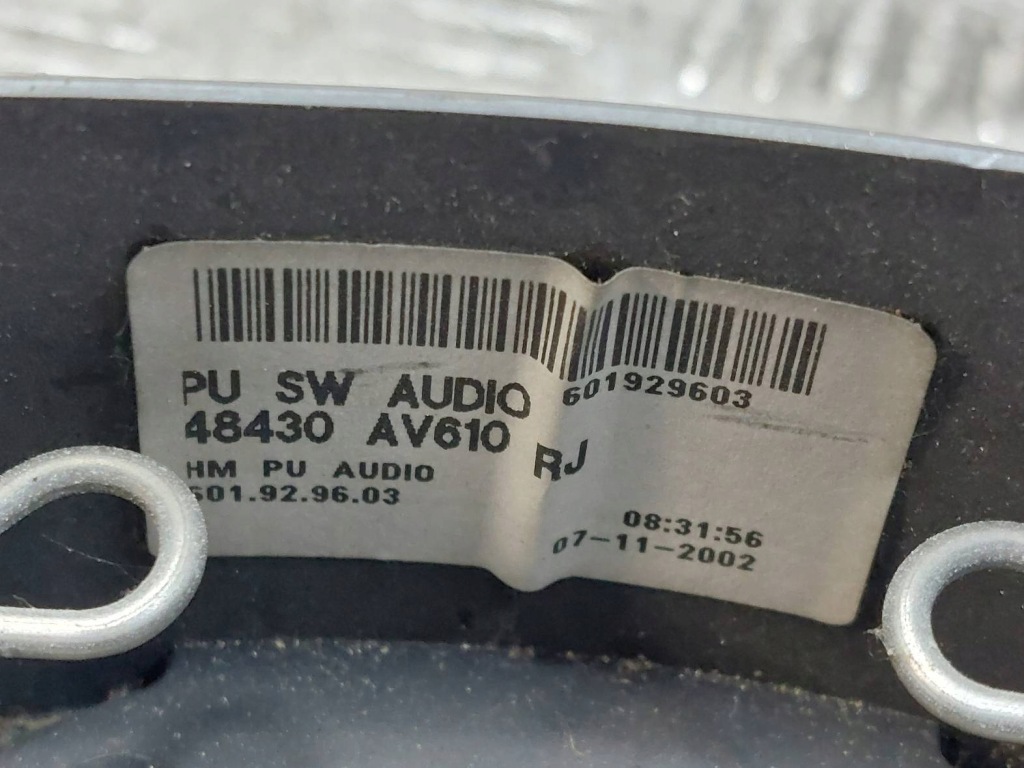 601929603
PU SW AUDIO
48430 AV610 RJ
HM PU AUDIO
601.92.96.03
08:31:56
07-11-2002